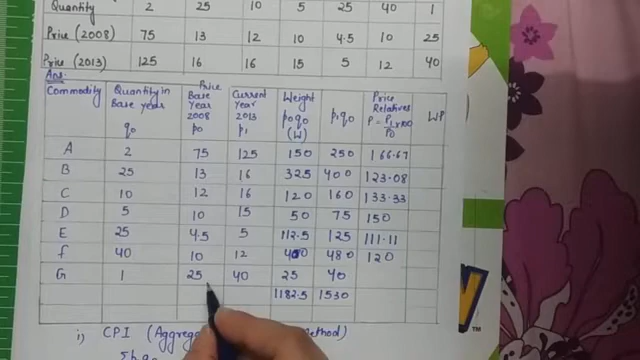 Quantity 2 25 10 5 25 40 1
Price (2008) 75 13 12 10 4.5 10 25
Price (2013) 125 16 16 15 5 12 40
Ans:
Commodity Quantity in Base year q0 Price Base Year 2008 p0 Current Year 2013 p1 Weight p0q0 (W) p1q0 Price Relatives P = P1/P0 x100 WP
A 2 75 125 150 250 166.67
B 25 13 16 325 400 123.08
C 10 12 16 120 160 133.33
D 5 10 15 50 75 150
E 25 4.5 5 112.5 125 111.11
f 40 10 12 400 480 120
G 1 25 40 25 40
1182.5 1530
i) CPI (Aggre Method)